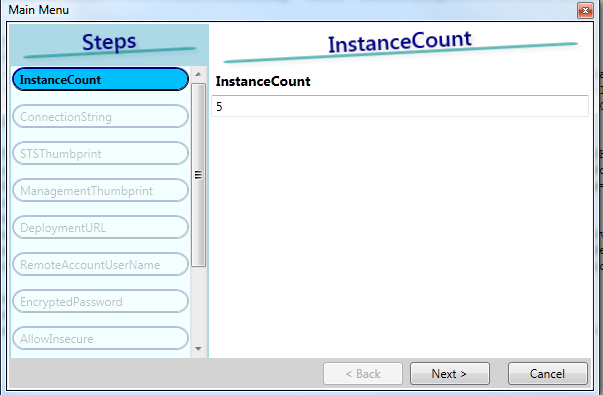 Main Menu
Steps
InstanceCount
ConnectionString
STSThumbprint
ManagementThumbprint
DeploymentURL
RemoteAccountUserName
EncryptedPassword
AllowInsecure
InstanceCount
InstanceCount
5
< Back
Next >
Cancel